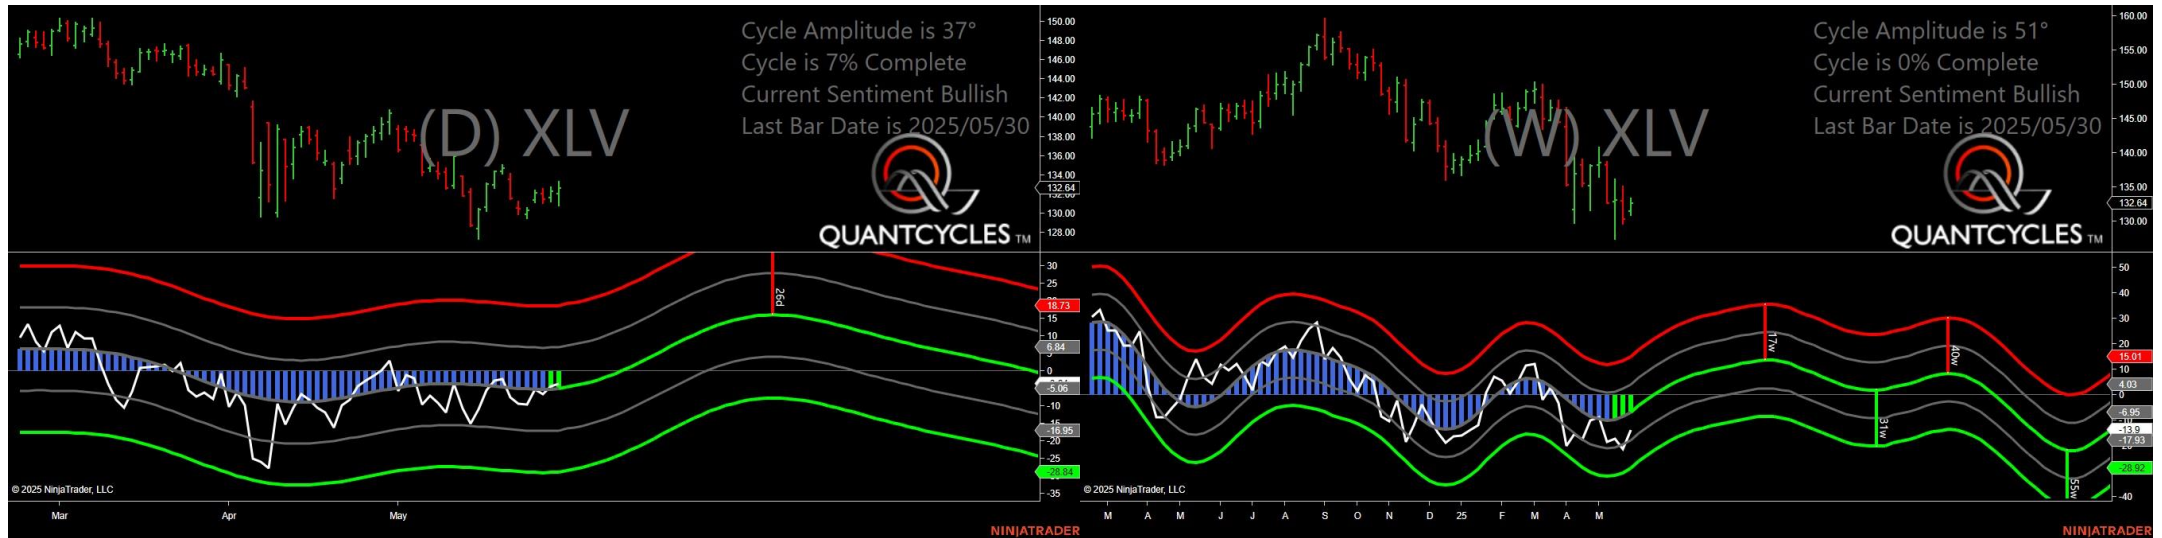 Cycle Amplitude is 37°
Cycle is 7% Complete
Current Sentiment Bullish
Last Bar Date is 2025/05/30
(D) XLV
QUANTCYCLES TM
150.00
148.00
146.00
144.00
142.00
140.00
138.00
136.00
134.00
132.64
130.00
128.00
26d
30
25
18.73
15
10
6.84
0
-5.06
-10
-16.95
-20
-25
-28.84
-35
© 2025 NinjaTrader, LLC
Mar Apr May
NINJATRADER
Cycle Amplitude is 51°
Cycle is 0% Complete
Current Sentiment Bullish
Last Bar Date is 2025/05/30
(W) XLV
QUANTCYCLES TM
160.00
155.00
150.00
145.00
140.00
135.00
132.64
130.00
17w
31w
40w
55w
50
40
30
20
15.01
10
4.03
0
-6.95
-13.9
-17.93
-28.92
-40
© 2025 NinjaTrader, LLC
M A M J J A S O N D 25 F M A M
NINJATRADER